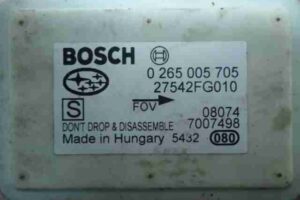 BOSCH
0 265 005 705
27542FG010
S
FOV
08074
DON'T DROP & DISASSEMBLE 7007498
Made in Hungary 5432 080